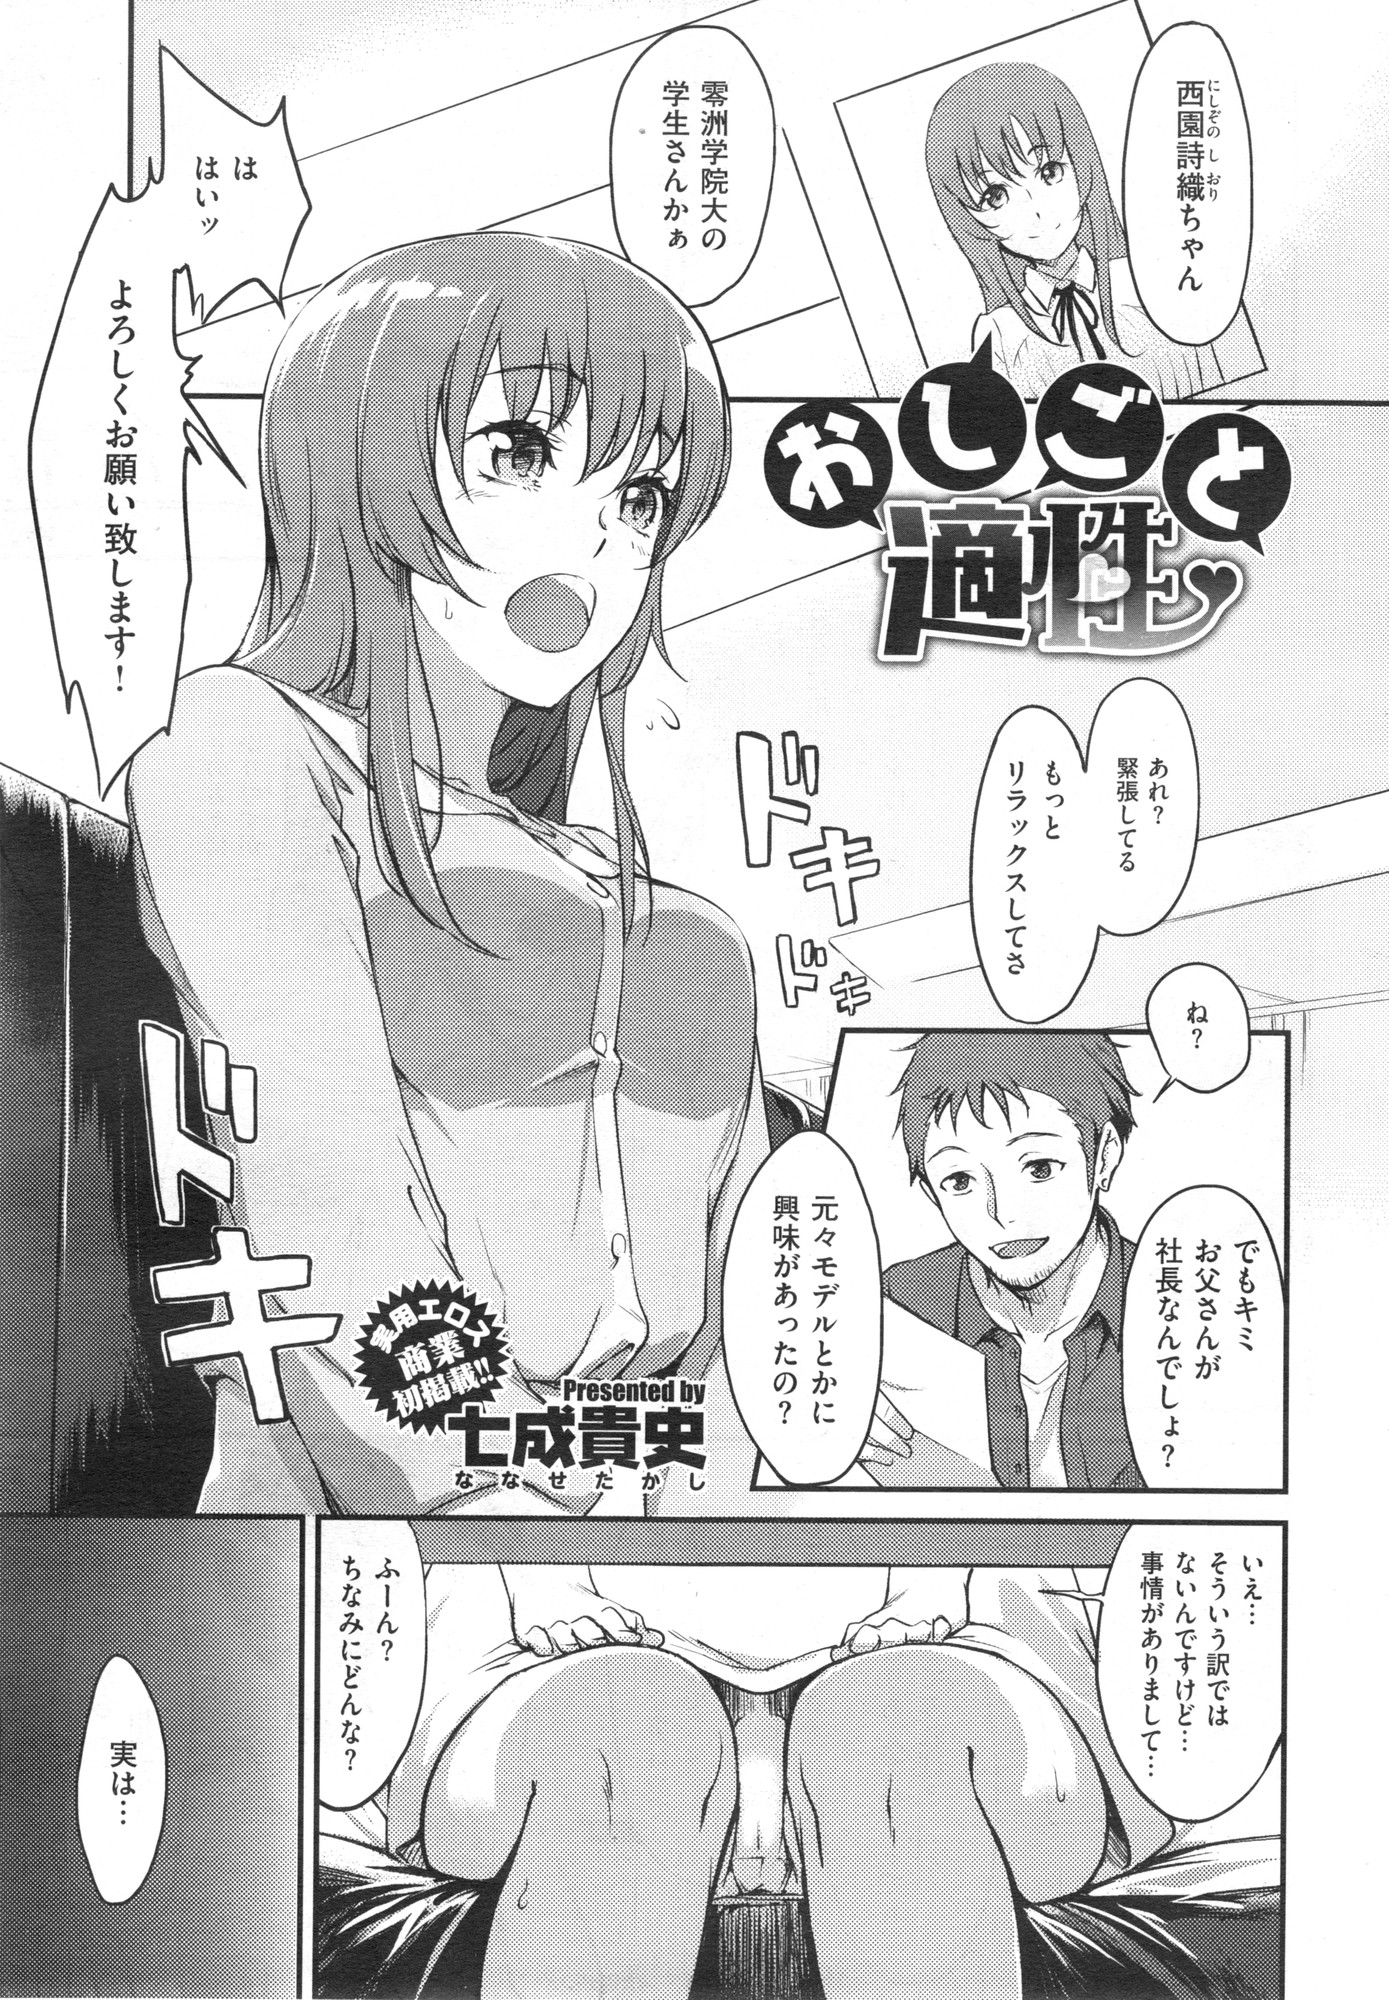 西園詩織ちゃん
にしぞの しおり
零洲学院大の
学生さんかぁ
は
はいッ
よろしくお願い致します！
おしごと
適性
あれ？
緊張してる
もっと
リラックスしてさ
ね？
ドキ
ドキ
ドキ
でもキミ
お父さんが
社長なんでしょ？
元々モデルとかに
興味があったの？
実用エロス
商業
初掲載!!
Presented by
七成貴史
ななせたかし
いえ…
そういう訳では
ないんですけど…
事情がありまして…
ふーん？
ちなみにどんな？
実は…